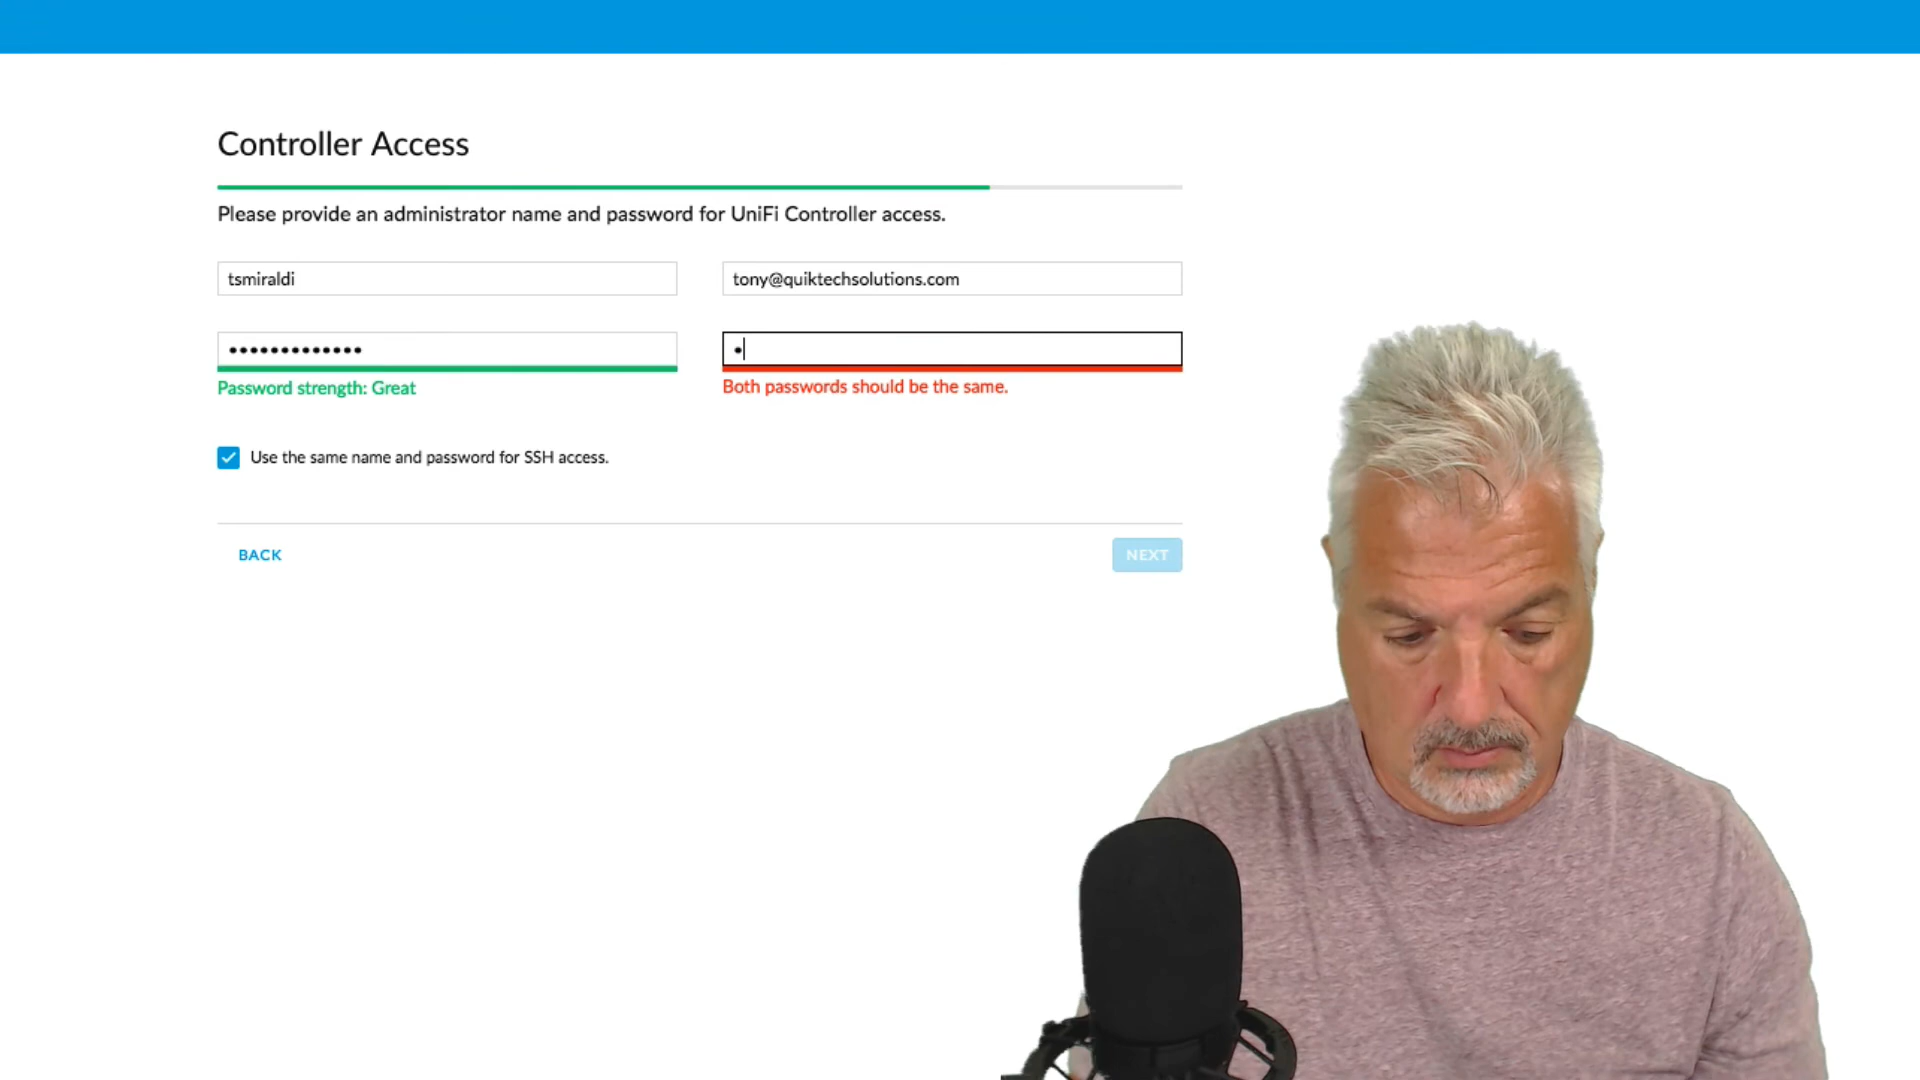 Controller Access
Please provide an administrator name and password for UniFi Controller access.
tsmiraldi
tony@quiktechsolutions.com
•••••••••••••
•
Password strength: Great
Both passwords should be the same.
Use the same name and password for SSH access.
BACK
NEXT